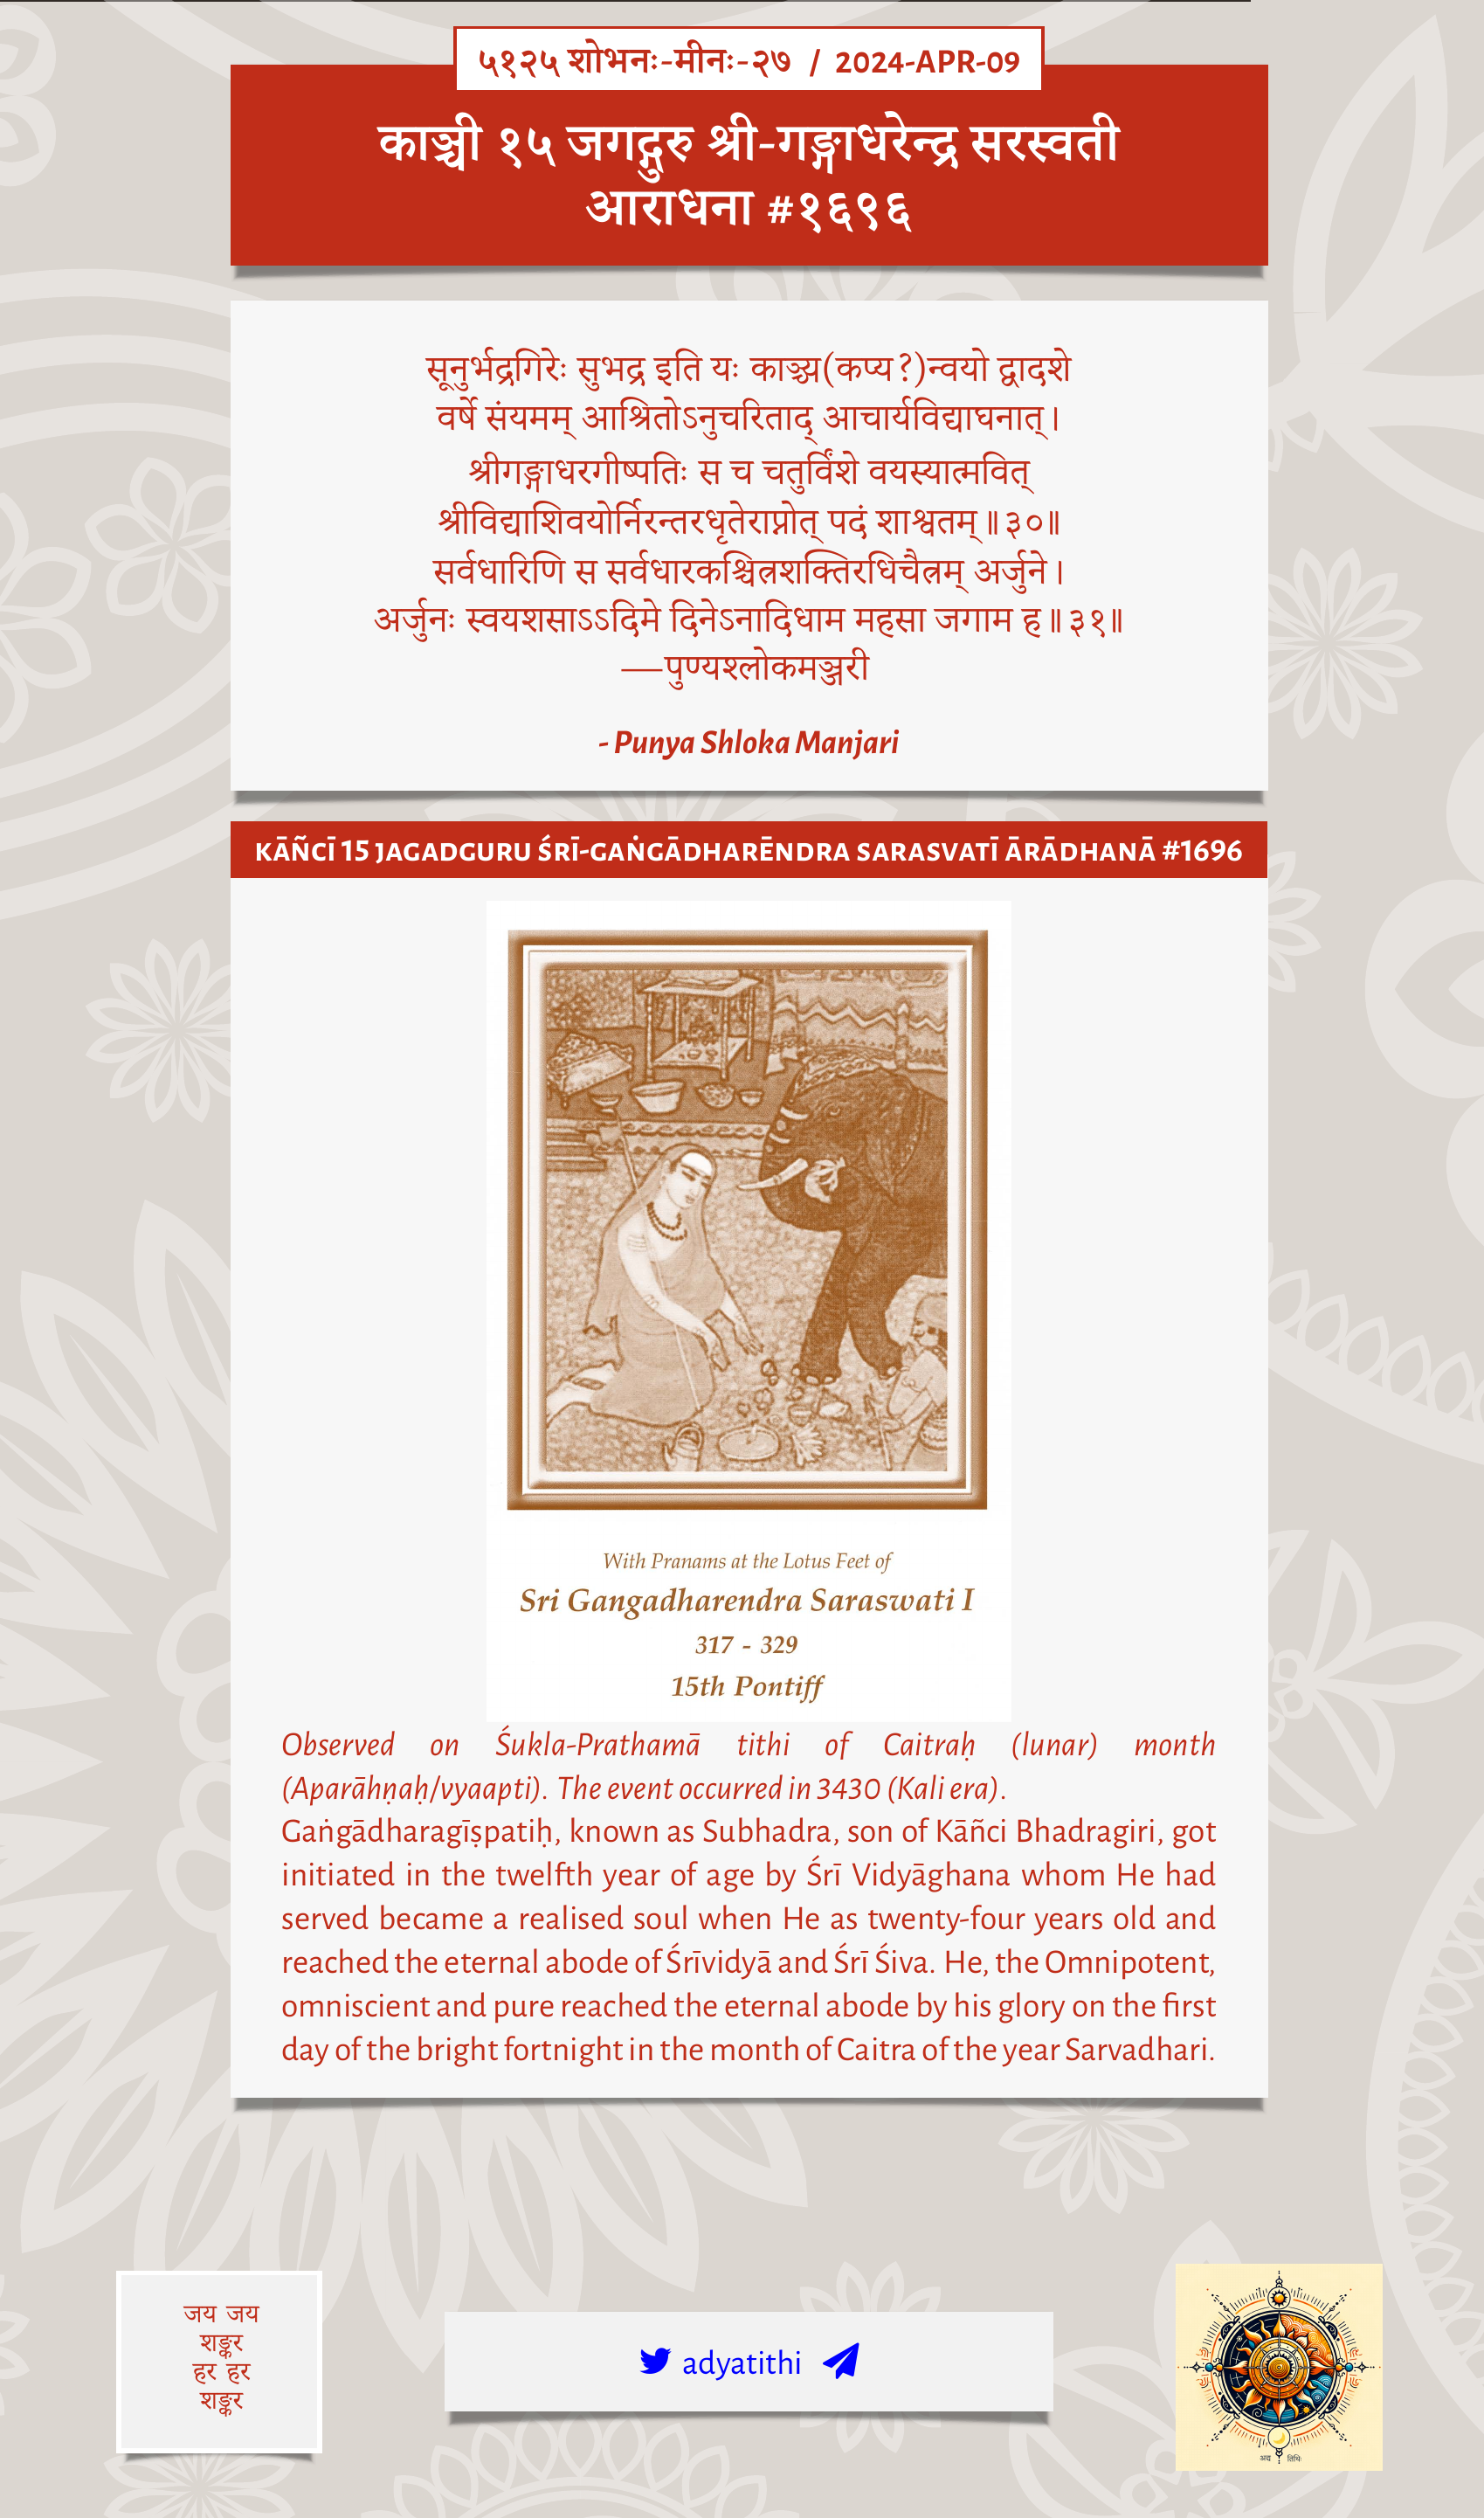 ५१२५ शोभनः-मीनः-२७ / 2024-APR-09
काञ्ची १५ जगद्गुरु श्री-गङ्गाधरेन्द्र सरस्वती
आराधना #१६९६
सूनुर्भद्रगिरेः सुभद्र इति यः काञ्च्य(कप्य?)न्वयो द्वादशे
वर्षे संयमम् आश्रितोऽनुचरिताद् आचार्यविद्याघनात्।
श्रीगङ्गाधरगीष्पतिः स च चतुर्विंशे वयस्यात्मवित्
श्रीविद्याशिवयोर्निरन्तरधृतेराप्नोत् पदं शाश्वतम्॥३०॥
सर्वधारिणि स सर्वधारकश्चित्नशक्तिरधिचैत्नम् अर्जुने।
अर्जुनः स्वयशसाऽऽदिमे दिनेऽनादिधाम महसा जगाम ह॥३१॥
—पुण्यश्लोकमञ्जरी
- Punya Shloka Manjari
KĀÑCĪ 15 JAGADGURU ŚRĪ-GAṄGĀDHARĒNDRA SARASVATĪ ĀRĀDHANĀ #1696
With Pranams at the Lotus Feet of
Sri Gangadharendra Saraswati I
317 - 329
15th Pontiff
Observed on Śukla-Prathamā tithi of Caitraḥ (lunar) month
(Aparāhṇaḥ/vyaapti). The event occurred in 3430 (Kali era).
Gaṅgādharagīṣpatiḥ, known as Subhadra, son of Kāñci Bhadragiri, got
initiated in the twelfth year of age by Śrī Vidyāghana whom He had
served became a realised soul when He as twenty-four years old and
reached the eternal abode of Śrīvidyā and Śrī Śiva. He, the Omnipotent,
omniscient and pure reached the eternal abode by his glory on the first
day of the bright fortnight in the month of Caitra of the year Sarvadhari.
जय जय
शङ्कर
हर हर
शङ्कर
adyatithi
अद्य तिथिः